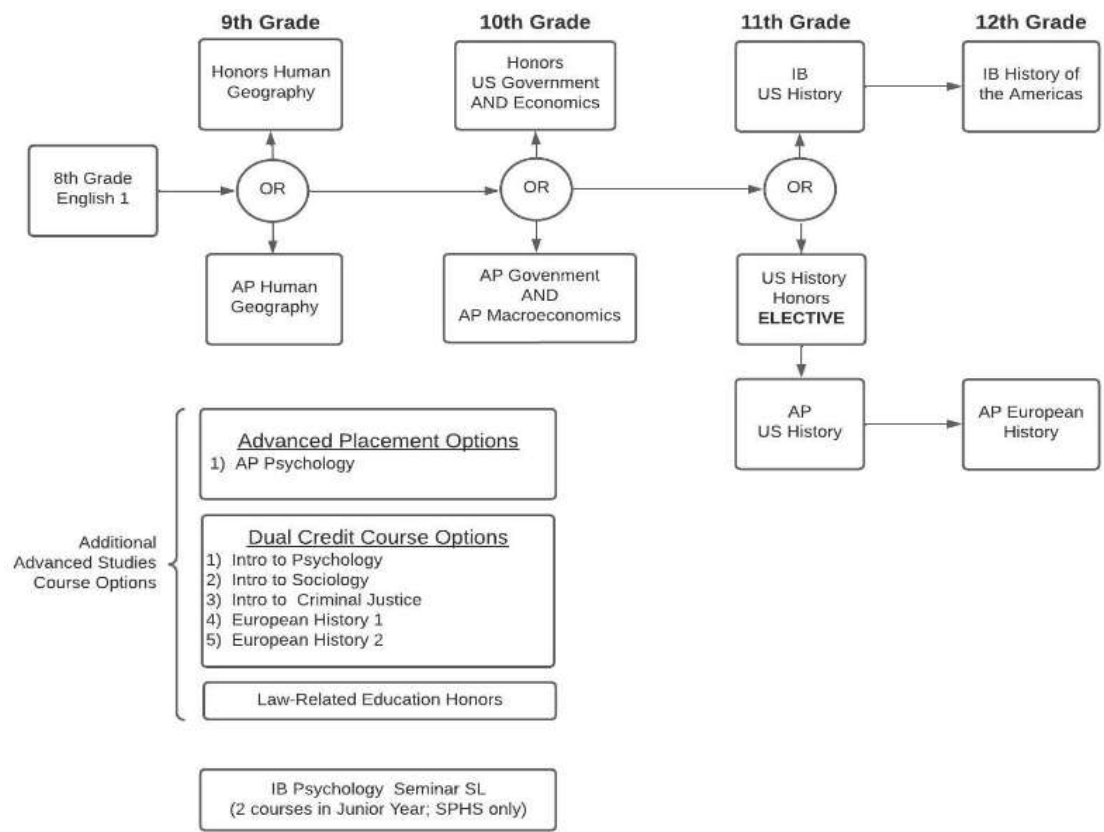 9th Grade
10th Grade
11th Grade
12th Grade
Honors Human
Geography
Honors
US Government
AND Economics
IB
US History
IB History of
the Americas
8th Grade
English 1
OR
OR
OR
AP Human
Geography
AP Govenment
AND
AP Macroeconomics
US History
Honors
ELECTIVE
AP
US History
AP European
History
Additional
Advanced Studies
Course Options
Advanced Placement Options
1) AP Psychology
Dual Credit Course Options
1) Intro to Psychology
2) Intro to Sociology
3) Intro to Criminal Justice
4) European History 1
5) European History 2
Law-Related Education Honors
IB Psychology Seminar SL
(2 courses in Junior Year; SPHS only)